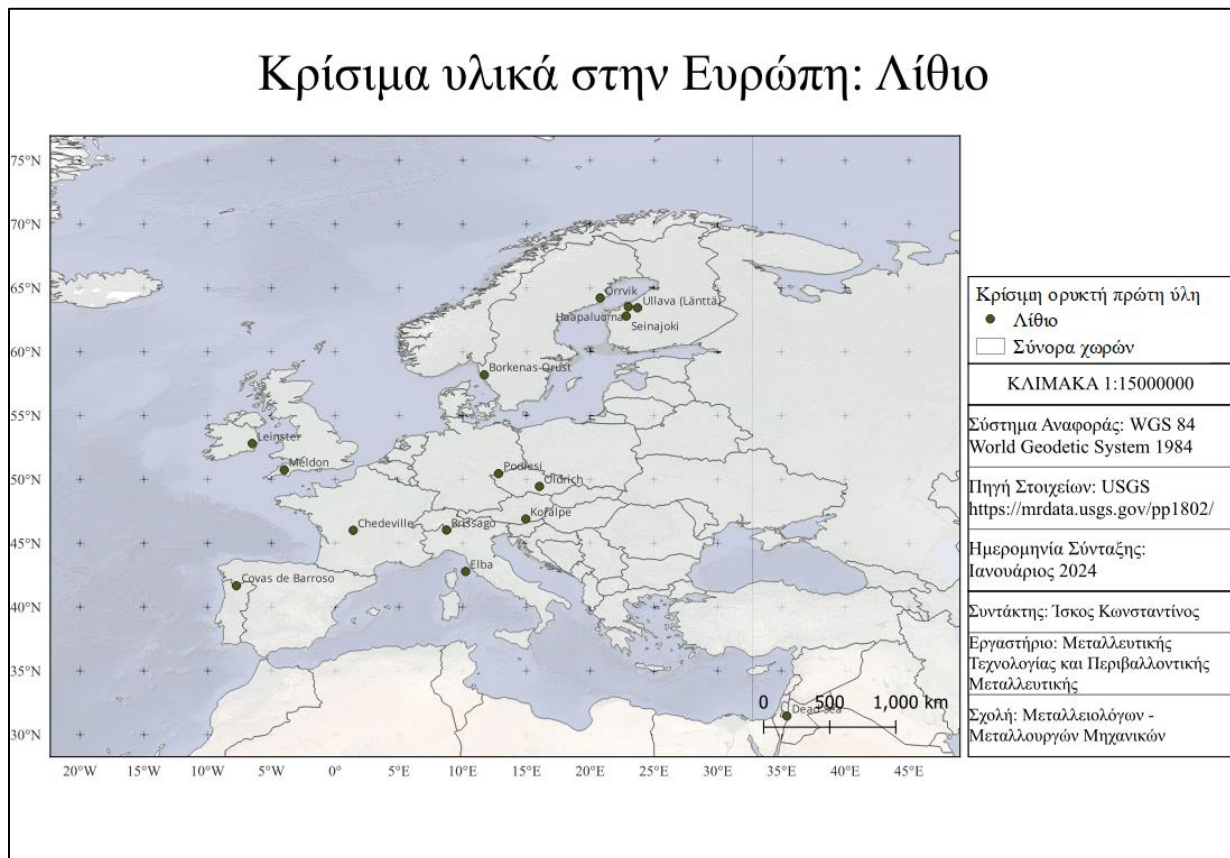 Κρίσιμα υλικά στην Ευρώπη: Λίθιο
75°N
70°N
65°N
60°N
55°N
50°N
45°N
40°N
35°N
30°N
Orrvik
Ullava (Länttä)
Haapaluoma
Seinajoki
Borkenas-Orust
Leinster
Meldon
Podlesi
Oldrich
Koralpe
Chedeville
Brissago
Elba
Covas de Barroso
0 500 1,000 km
Dead Sea
20°W 15°W 10°W 5°W 0° 5°E 10°E 15°E 20°E 25°E 30°E 35°E 40°E 45°E
Κρίσιμη ορυκτή πρώτη ύλη
Λίθιο
Σύνορα χωρών
ΚΛΙΜΑΚΑ 1:15000000
Σύστημα Αναφοράς: WGS 84
World Geodetic System 1984
Πηγή Στοιχείων: USGS
https://mrdata.usgs.gov/pp1802/
Ημερομηνία Σύνταξης:
Ιανουάριος 2024
Συντάκτης: Ίσκος Κωνσταντίνος
Εργαστήριο: Μεταλλευτικής
Τεχνολογίας και Περιβαλλοντικής
Μεταλλευτικής
Σχολή: Μεταλλειολόγων -
Μεταλλουργών Μηχανικών